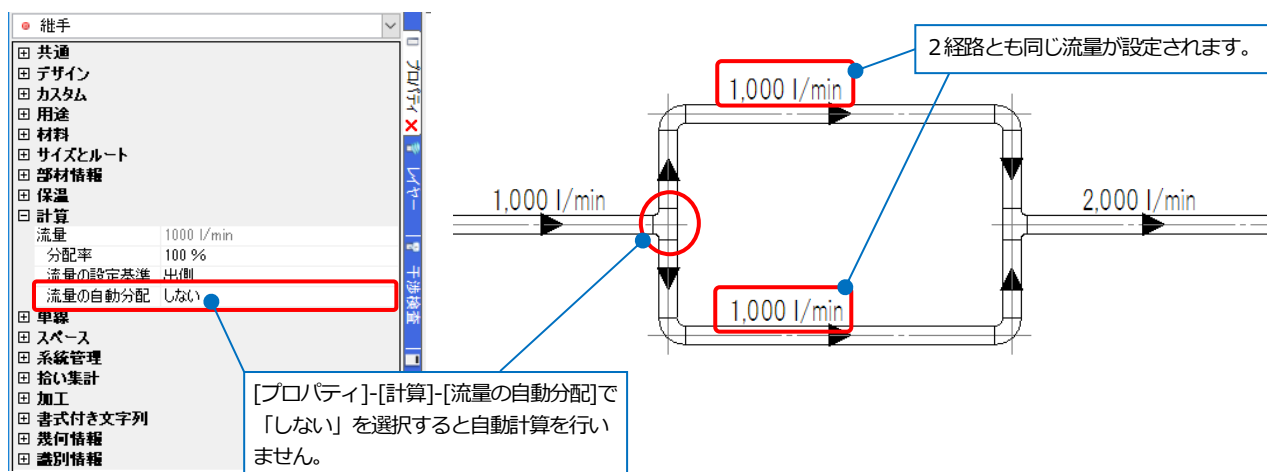 継手
共通
デザイン
カスタム
用途
材料
サイズとルート
部材情報
保温
計算
流量 1000 l/min
分配率 100 %
流量の設定基準 出側
流量の自動分配 しない
単線
スペース
系統管理
拾い集計
加工
書式付き文字列
幾何情報
識別情報
プロパティ
レイヤー
干渉検査
[プロパティ]-[計算]-[流量の自動分配]で
「しない」を選択すると自動計算を行い
ません。
２経路とも同じ流量が設定されます。
1,000 l/min
1,000 l/min
2,000 l/min
1,000 l/min